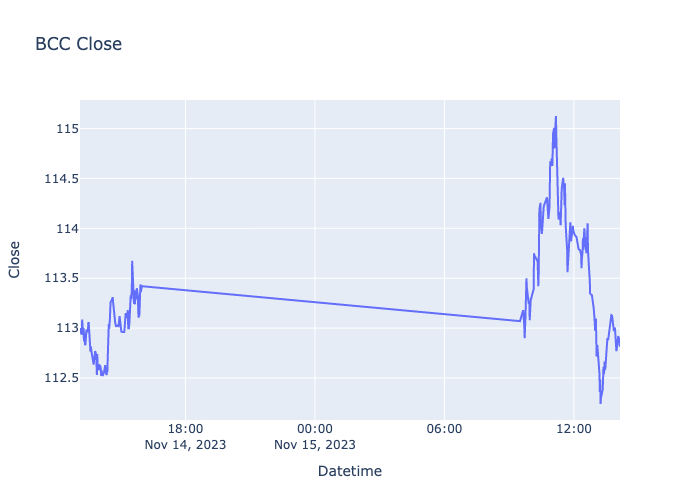 BCC Close
Close
115
114.5
114
113.5
113
112.5
18:00
Nov 14, 2023
00:00
Nov 15, 2023
06:00
12:00
Datetime